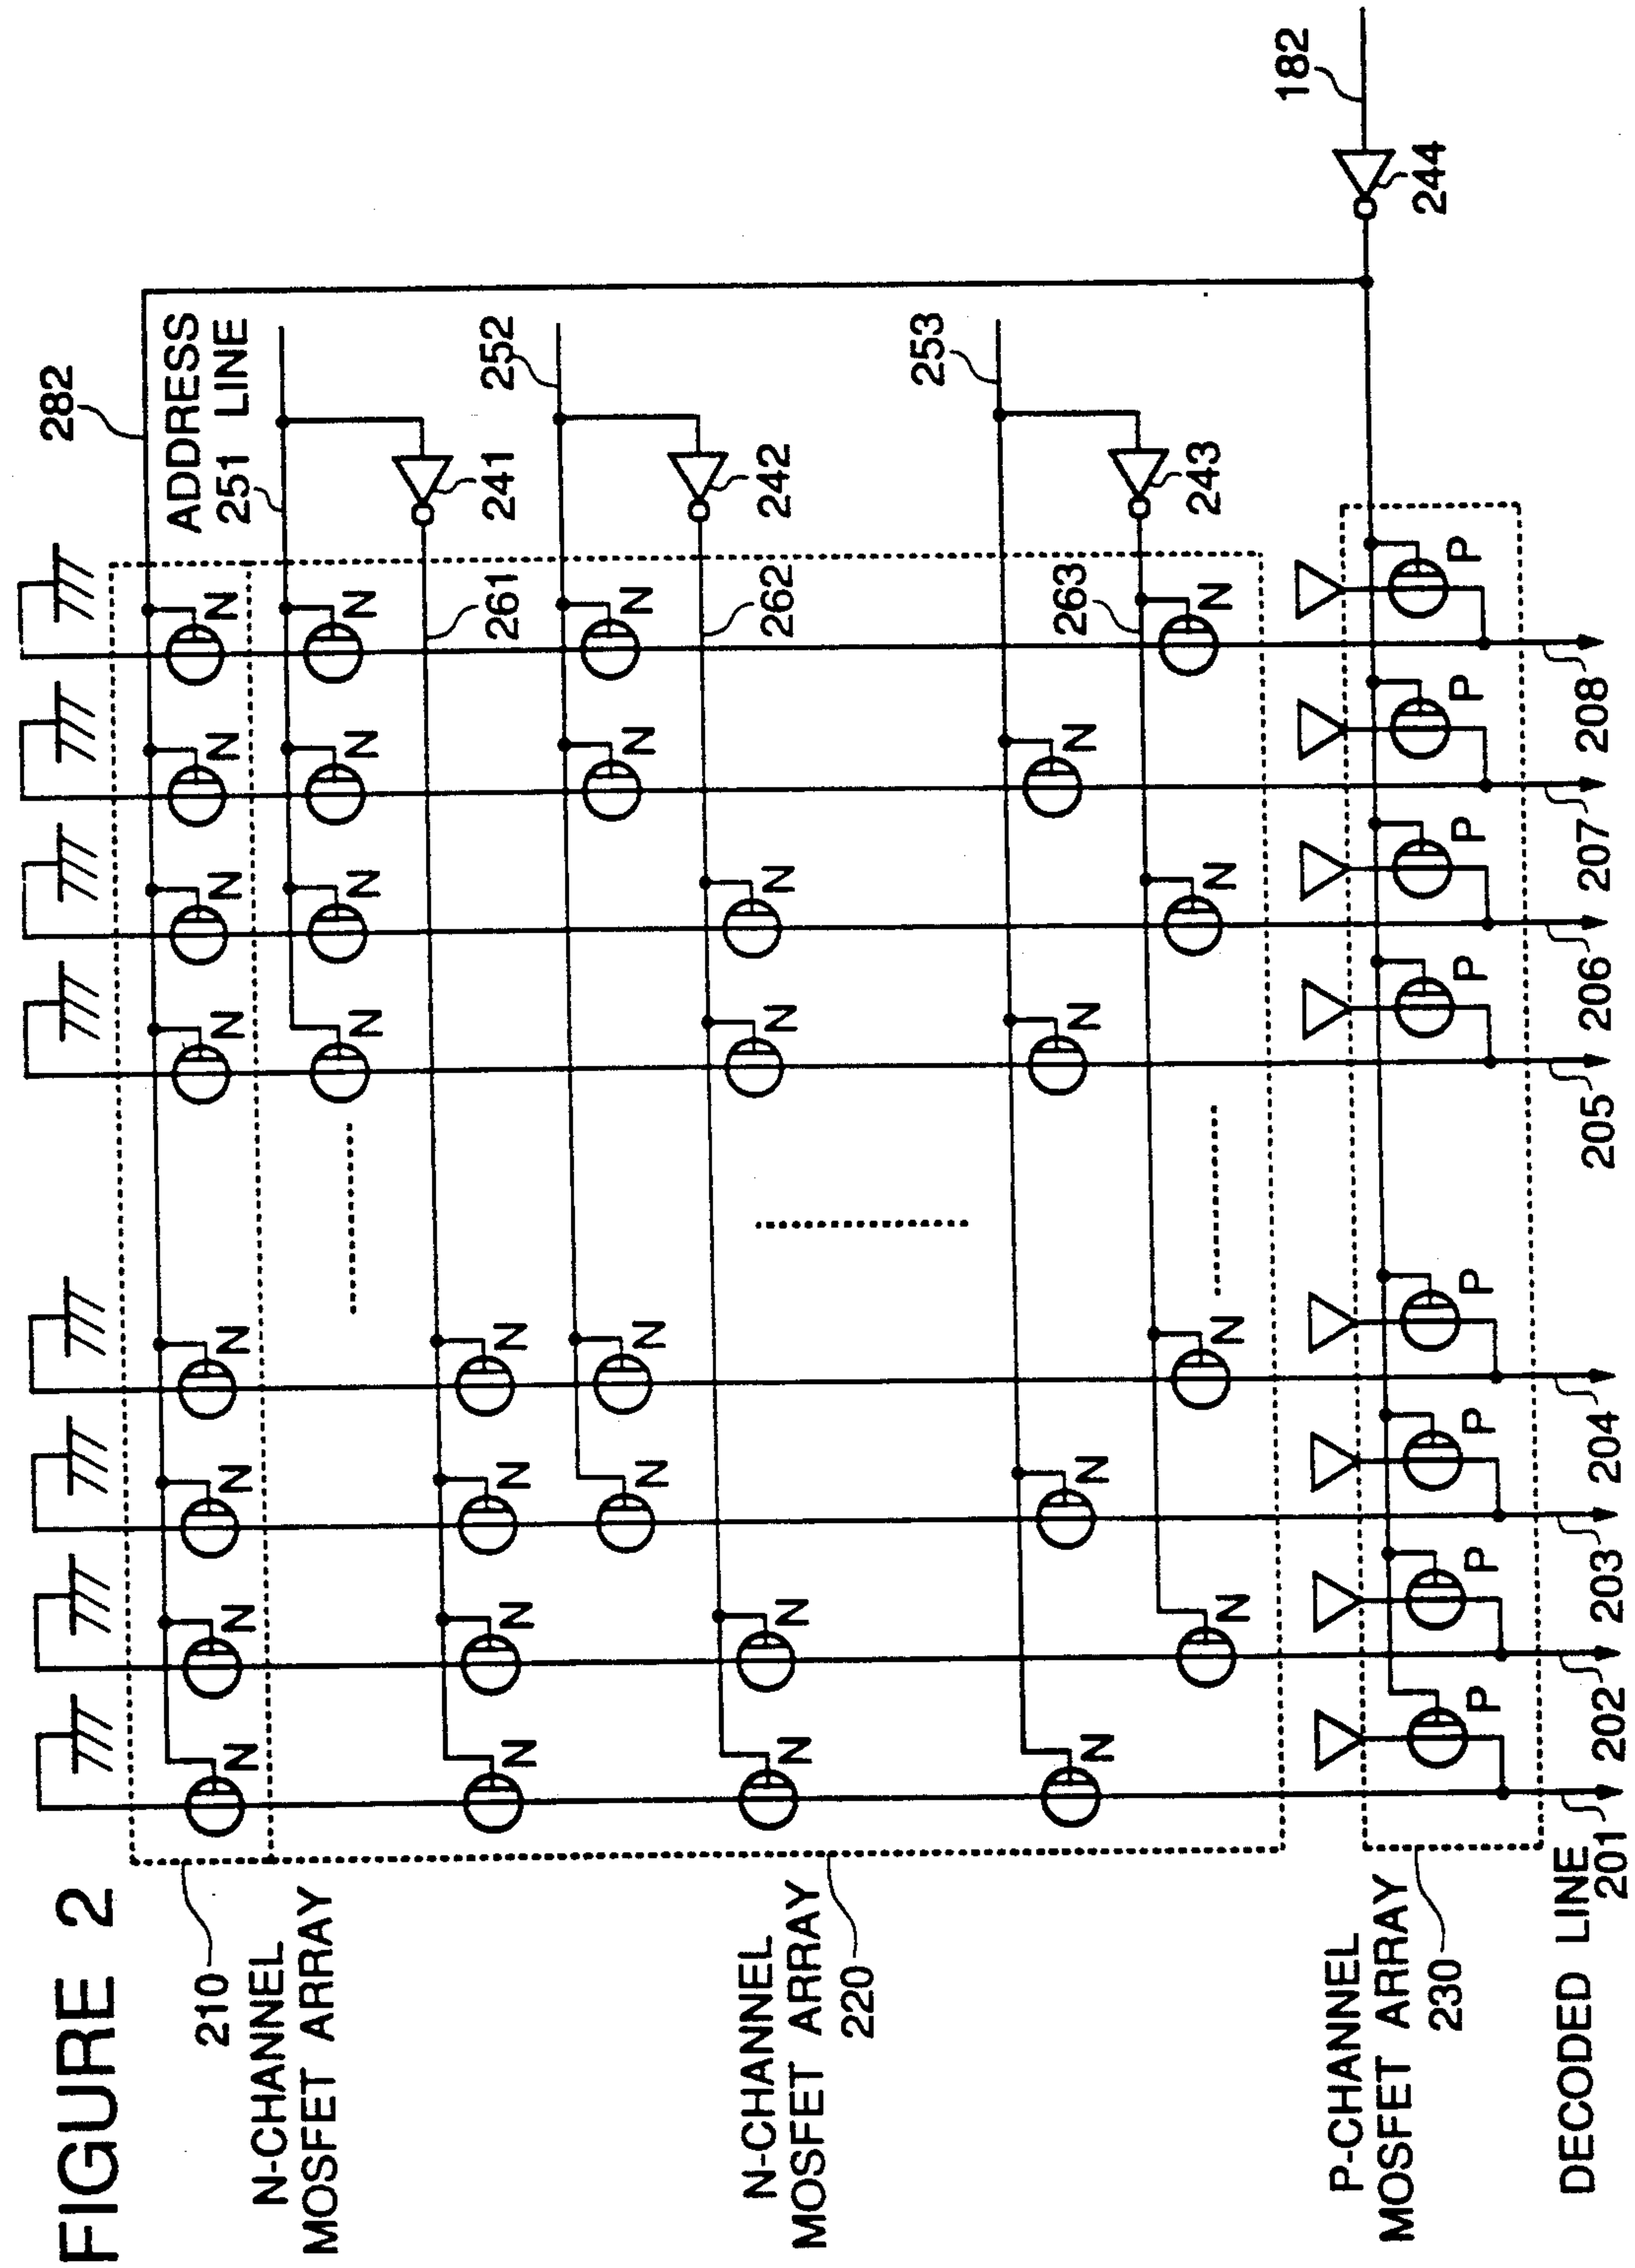 FIGURE 2
282
ADDRESS
251 LINE
210
N-CHANNEL
MOSFET ARRAY
N N N N N N N N
N N N N
241
261
N N N N
252
N N N N
242
262
N-CHANNEL
MOSFET ARRAY
220
N N N N
253
N N N N
243
263
N N N N
182
244
P-CHANNEL
MOSFET ARRAY
230
P P P P P P P P
DECODED LINE
201 202 203 204 205 206 207 208